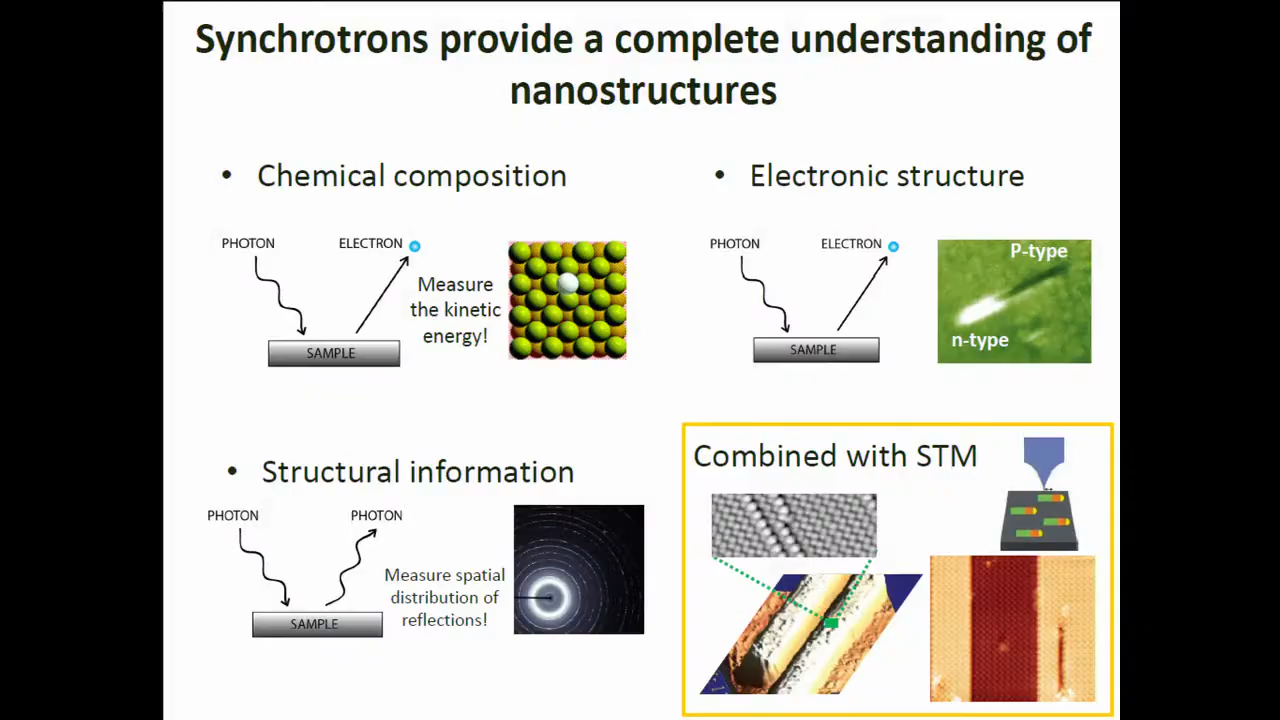 Synchrotrons provide a complete understanding of
nanostructures
• Chemical composition
PHOTON
ELECTRON
Measure
the kinetic
energy!
SAMPLE
• Electronic structure
PHOTON
ELECTRON
SAMPLE
P-type
n-type
• Structural information
PHOTON
PHOTON
Measure spatial
distribution of
reflections!
SAMPLE
Combined with STM